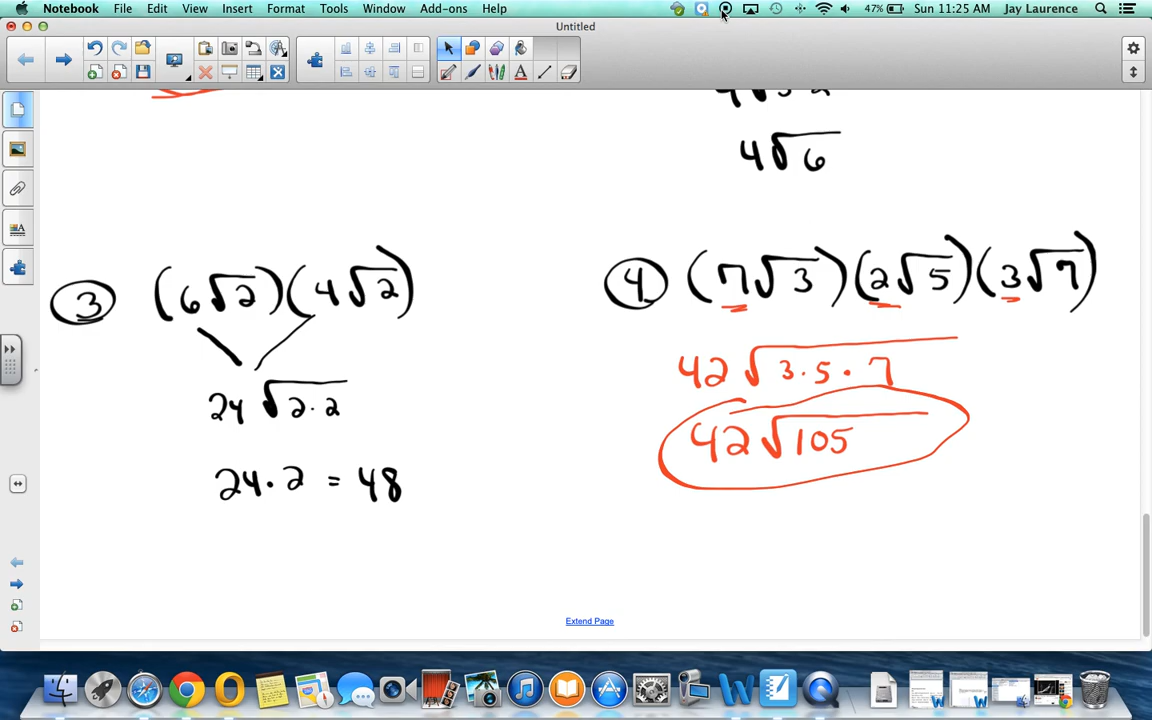 Notebook File Edit View Insert Format Tools Window Add-ons Help 47% Sun 11:25 AM Jay Laurence
Untitled
4√6
③ (6√2)(4√2)
24 √2·2
24·2 = 48
④ (7√3)(2√5)(3√7)
42 √3·5·7
42√105
Extend Page